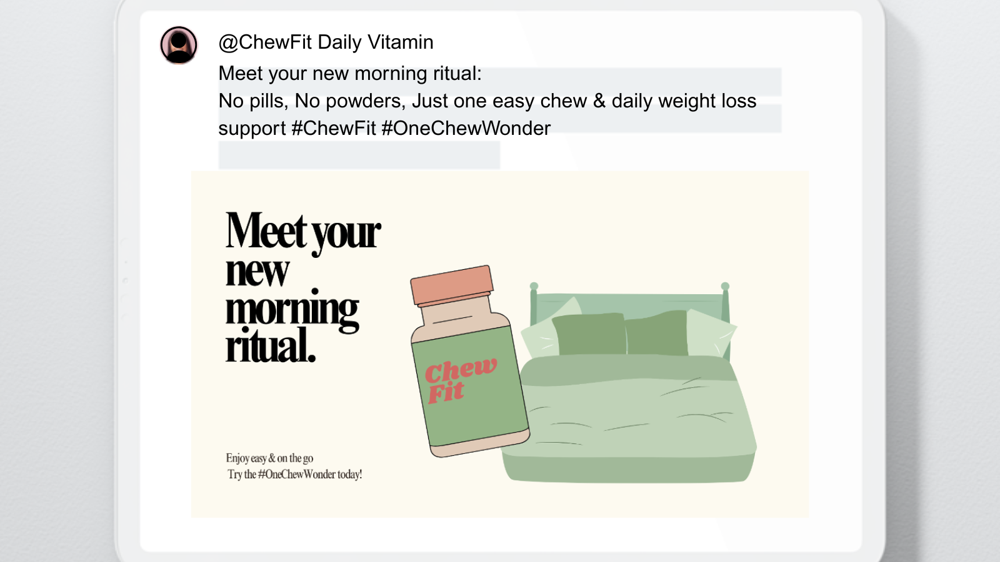 @ChewFit Daily Vitamin
Meet your new morning ritual:
No pills, No powders, Just one easy chew & daily weight loss
support #ChewFit #OneChewWonder
Meet your
new
morning
ritual.
Chew
Fit
Enjoy easy & on the go
Try the #OneChewWonder today!